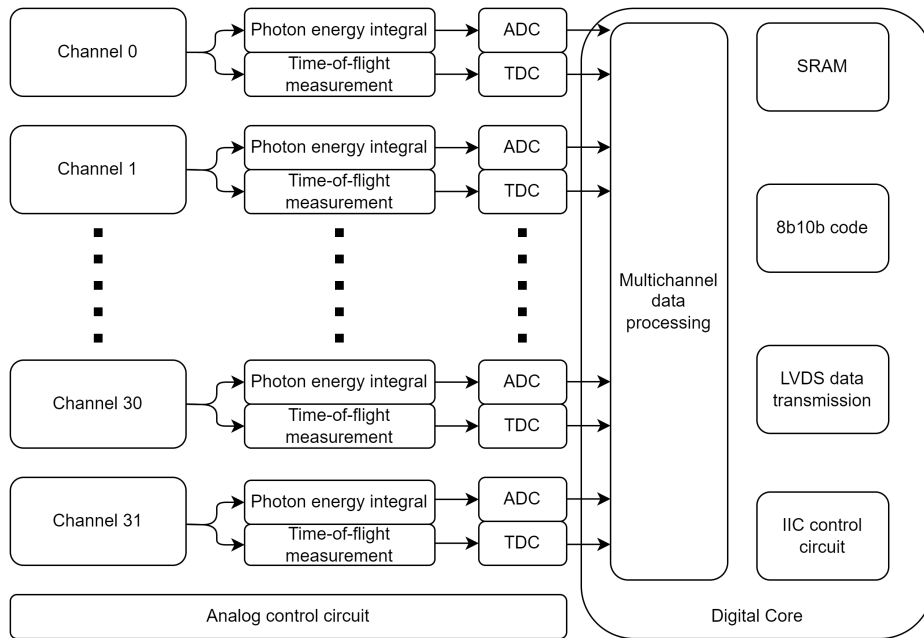 Channel 0
Photon energy integral
ADC
Time-of-flight
measurement
TDC
Channel 1
Photon energy integral
ADC
Time-of-flight
measurement
TDC
Channel 30
Photon energy integral
ADC
Time-of-flight
measurement
TDC
Channel 31
Photon energy integral
ADC
Time-of-flight
measurement
TDC
Analog control circuit
Multichannel
data
processing
SRAM
8b10b code
LVDS data
transmission
IIC control
circuit
Digital Core